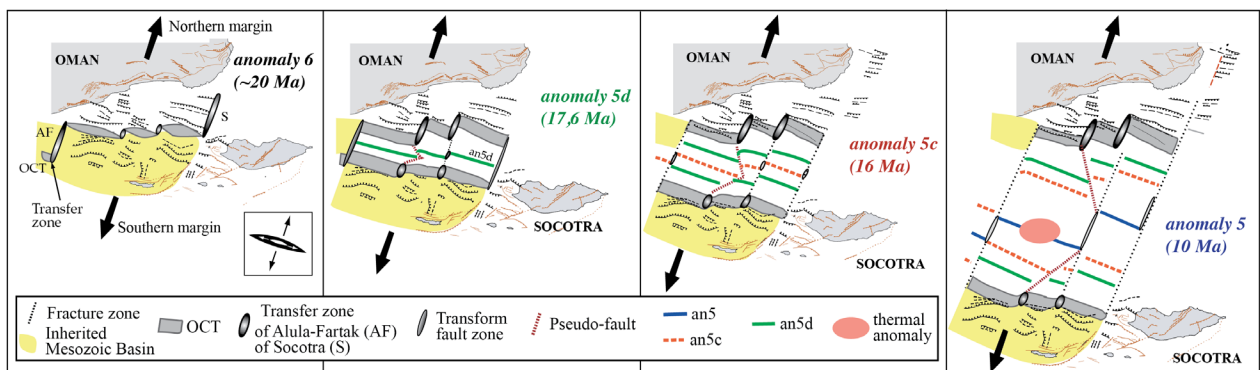 Northern margin
OMAN
anomaly 6
(~20 Ma)
S
AF
OCT
Transfer
zone
Southern margin
OMAN
anomaly 5d
(17,6 Ma)
an5d
SOCOTRA
OMAN
anomaly 5c
(16 Ma)
SOCOTRA
OMAN
anomaly 5
(10 Ma)
SOCOTRA
Fracture zone
Inherited
Mesozoic Basin
OCT
Transfer zone
of Alula-Fartak (AF)
of Socotra (S)
Transform
fault zone
Pseudo-fault
an5
an5c
an5d
thermal
anomaly